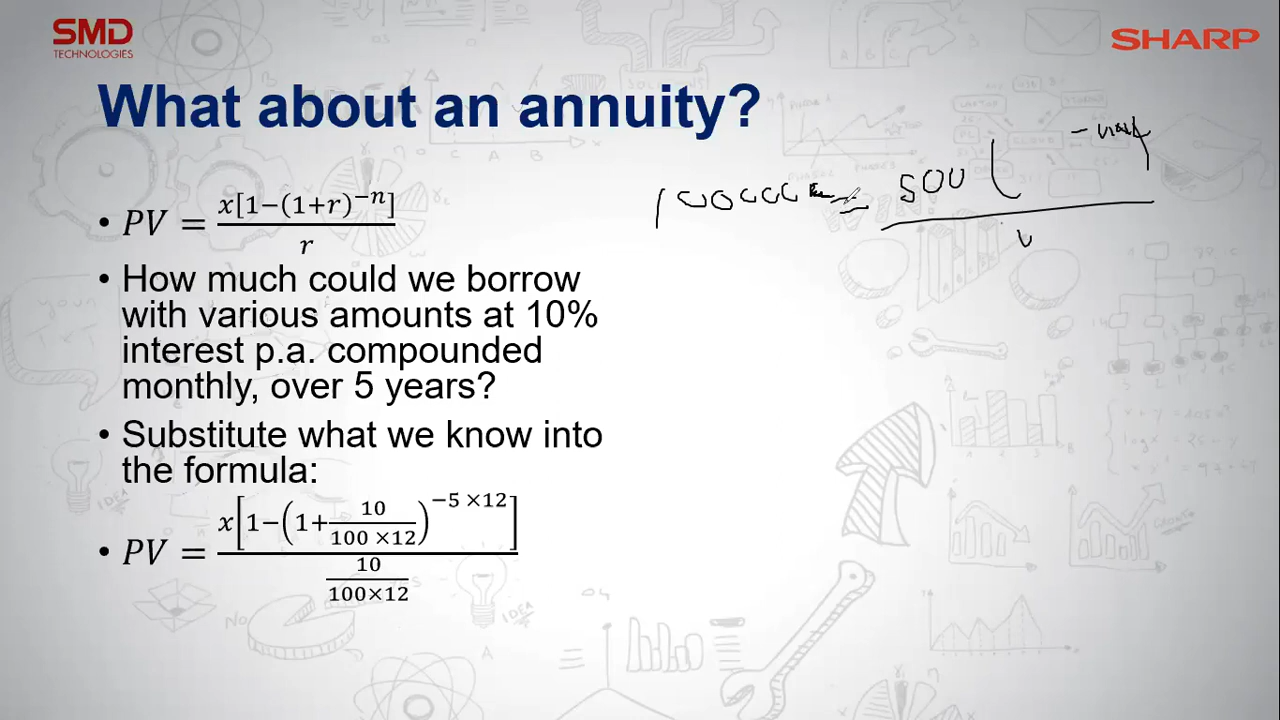 SMD
TECHNOLOGIES
SHARP
What about an annuity?
• PV = x[1−(1+r)^−n] / r
• How much could we borrow
with various amounts at 10%
interest p.a. compounded
monthly, over 5 years?
• Substitute what we know into
the formula:
• PV = x[1−(1+10/(100 ×12))^−5 ×12] / (10/(100×12))
500